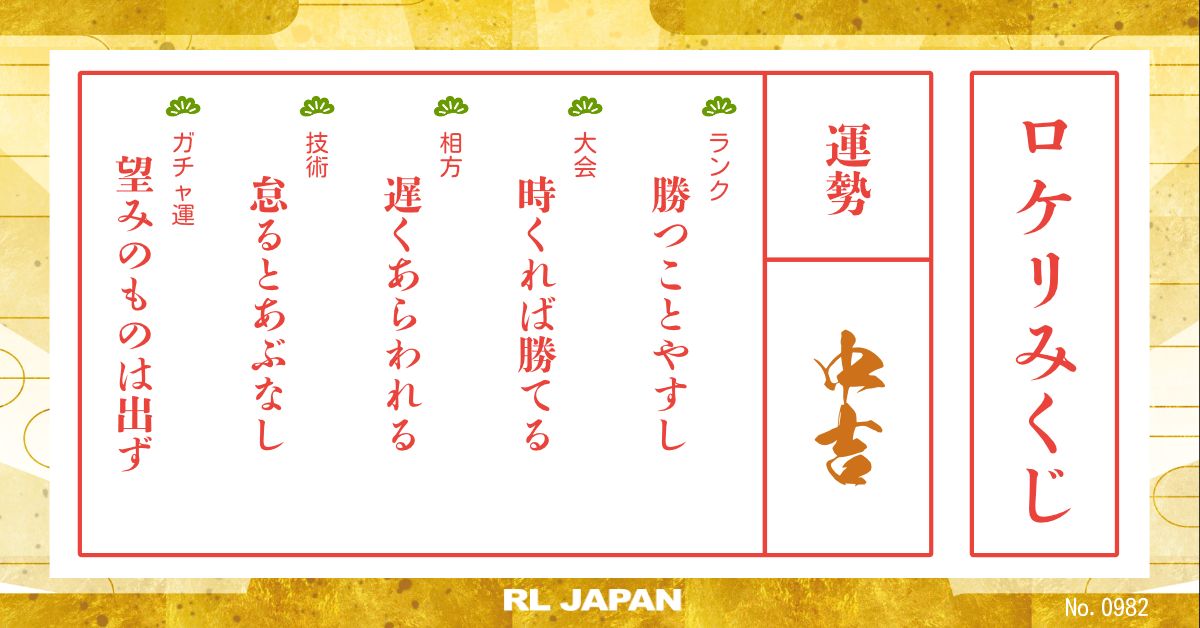 ロケリみくじ
運勢
中吉
ランク
勝つことやすし
大会
時くれば勝てる
相方
遅くあらわれる
技術
怠るとあぶなし
ガチャ運
望みのものは出ず
RL JAPAN
No. 0982